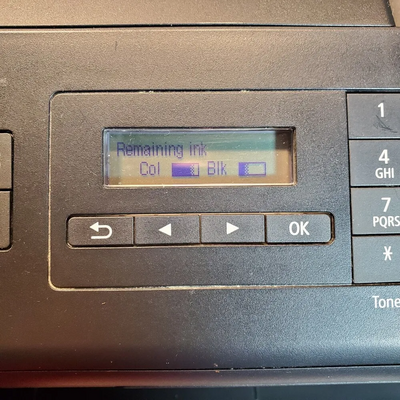 Remaining ink
Col Blk
OK
1
4
GHI
7
PQRS
*
Tone